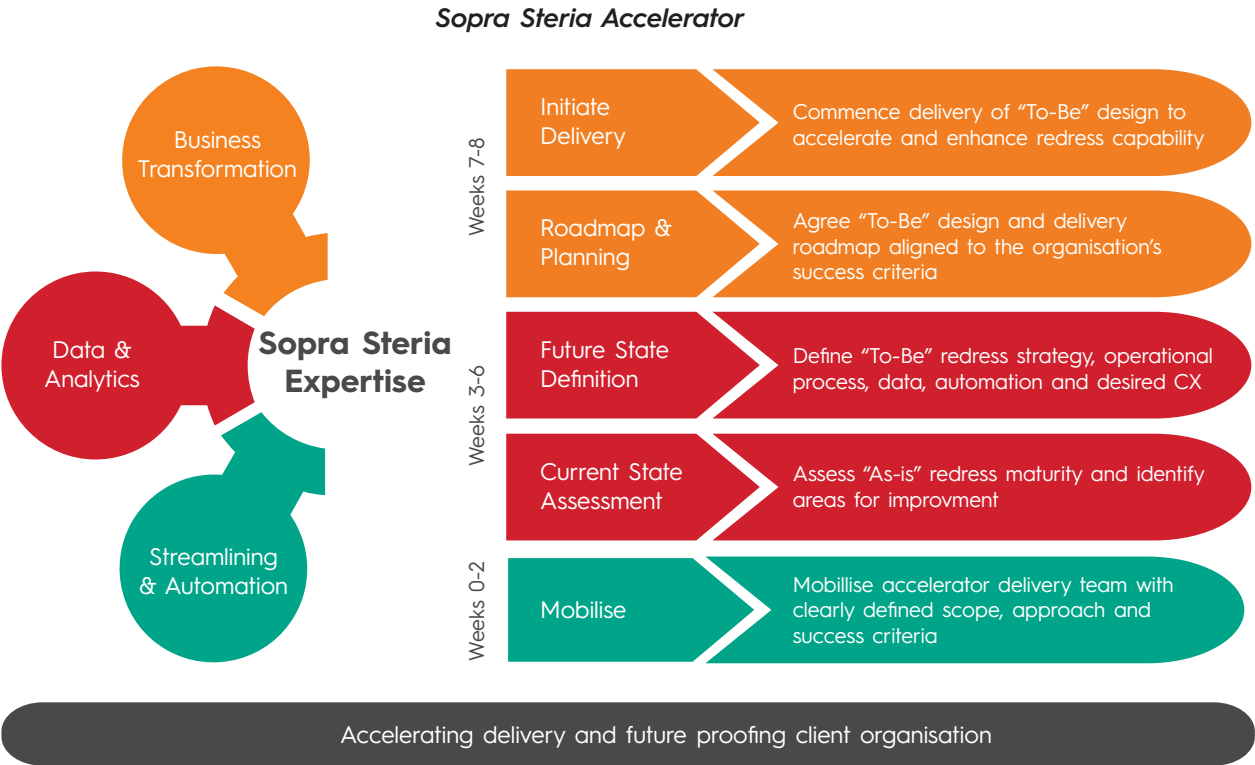 Sopra Steria Accelerator
Business
Transformation
Data &
Analytics
Streamlining
& Automation
Sopra Steria
Expertise
Weeks 7-8
Initiate
Delivery
Commence delivery of “To-Be” design to
accelerate and enhance redress capability
Roadmap &
Planning
Agree “To-Be” design and delivery
roadmap aligned to the organisation’s
success criteria
Weeks 3-6
Future State
Definition
Define “To-Be” redress strategy, operational
process, data, automation and desired CX
Current State
Assessment
Assess “As-is” redress maturity and identify
areas for improvment
Weeks 0-2
Mobilise
Mobillise accelerator delivery team with
clearly defined scope, approach and
success criteria
Accelerating delivery and future proofing client organisation